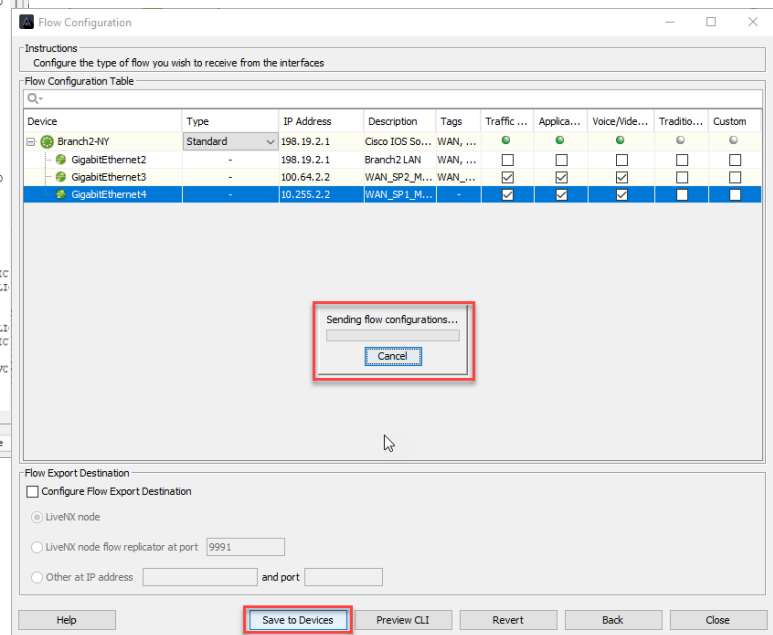 Flow Configuration
Instructions
Configure the type of flow you wish to receive from the interfaces
Flow Configuration Table
Device Type IP Address Description Tags Traffic ... Applica... Voice/Vide... Traditio... Custom
Branch2-NY Standard 198.19.2.1 Cisco IOS So... WAN, ...
GigabitEthernet2 - 198.19.2.1 Branch2 LAN WAN, ...
GigabitEthernet3 - 100.64.2.2 WAN_SP2_M... WAN_...
GigabitEthernet4 - 10.255.2.2 WAN_SP1_M... -
Sending flow configurations...
Cancel
Flow Export Destination
Configure Flow Export Destination
LiveNX node
LiveNX node flow replicator at port 9991
Other at IP address and port
Help Save to Devices Preview CLI Revert Back Close